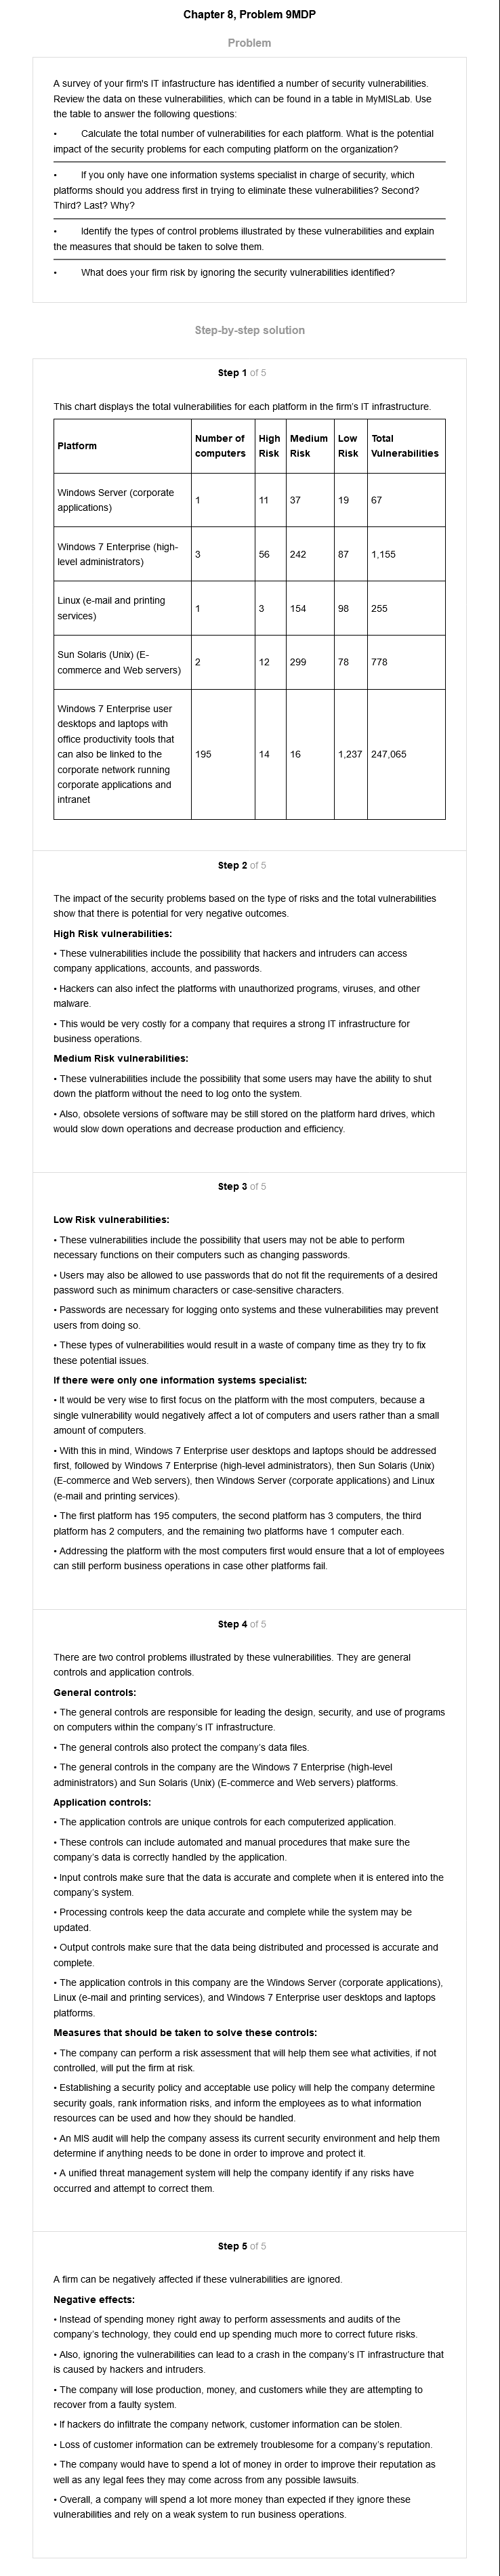 Chapter 8, Problem 9MDP
Problem
A survey of your firm's IT infastructure has identified a number of security vulnerabilities.
Review the data on these vulnerabilities, which can be found in a table in MyMISLab. Use
the table to answer the following questions:
• Calculate the total number of vulnerabilities for each platform. What is the potential
impact of the security problems for each computing platform on the organization?
• If you only have one information systems specialist in charge of security, which
platforms should you address first in trying to eliminate these vulnerabilities? Second?
Third? Last? Why?
• Identify the types of control problems illustrated by these vulnerabilities and explain
the measures that should be taken to solve them.
• What does your firm risk by ignoring the security vulnerabilities identified?
Step-by-step solution
Step 1 of 5
This chart displays the total vulnerabilities for each platform in the firm's IT infrastructure.
Platform
Number of
computers
High
Risk
Medium
Risk
Low
Risk
Total
Vulnerabilities
Windows Server (corporate
applications)
1
11
37
19
67
Windows 7 Enterprise (high-
level administrators)
3
56
242
87
1,155
Linux (e-mail and printing
services)
1
3
154
98
255
Sun Solaris (Unix) (E-
commerce and Web servers)
2
12
299
78
778
Windows 7 Enterprise user
desktops and laptops with
office productivity tools that
can also be linked to the
corporate network running
corporate applications and
intranet
195
14
16
1,237
247,065
Step 2 of 5
The impact of the security problems based on the type of risks and the total vulnerabilities
show that there is potential for very negative outcomes.
High Risk vulnerabilities:
• These vulnerabilities include the possibility that hackers and intruders can access
company applications, accounts, and passwords.
• Hackers can also infect the platforms with unauthorized programs, viruses, and other
malware.
• This would be very costly for a company that requires a strong IT infrastructure for
business operations.
Medium Risk vulnerabilities:
• These vulnerabilities include the possibility that some users may have the ability to shut
down the platform without the need to log onto the system.
• Also, obsolete versions of software may be still stored on the platform hard drives, which
would slow down operations and decrease production and efficiency.
Step 3 of 5
Low Risk vulnerabilities:
• These vulnerabilities include the possibility that users may not be able to perform
necessary functions on their computers such as changing passwords.
• Users may also be allowed to use passwords that do not fit the requirements of a desired
password such as minimum characters or case-sensitive characters.
• Passwords are necessary for logging onto systems and these vulnerabilities may prevent
users from doing so.
• These types of vulnerabilities would result in a waste of company time as they try to fix
these potential issues.
If there were only one information systems specialist:
• It would be very wise to first focus on the platform with the most computers, because a
single vulnerability would negatively affect a lot of computers and users rather than a small
amount of computers.
• With this in mind, Windows 7 Enterprise user desktops and laptops should be addressed
first, followed by Windows 7 Enterprise (high-level administrators), then Sun Solaris (Unix)
(E-commerce and Web servers), then Windows Server (corporate applications) and Linux
(e-mail and printing services).
• The first platform has 195 computers, the second platform has 3 computers, the third
platform has 2 computers, and the remaining two platforms have 1 computer each.
• Addressing the platform with the most computers first would ensure that a lot of employees
can still perform business operations in case other platforms fail.
Step 4 of 5
There are two control problems illustrated by these vulnerabilities. They are general
controls and application controls.
General controls:
• The general controls are responsible for leading the design, security, and use of programs
on computers within the company's IT infrastructure.
• The general controls also protect the company's data files.
• The general controls in the company are the Windows 7 Enterprise (high-level
administrators) and Sun Solaris (Unix) (E-commerce and Web servers) platforms.
Application controls:
• The application controls are unique controls for each computerized application.
• These controls can include automated and manual procedures that make sure the
company's data is correctly handled by the application.
• Input controls make sure that the data is accurate and complete when it is entered into the
company's system.
• Processing controls keep the data accurate and complete while the system may be
updated.
• Output controls make sure that the data being distributed and processed is accurate and
complete.
• The application controls in this company are the Windows Server (corporate applications),
Linux (e-mail and printing services), and Windows 7 Enterprise user desktops and laptops
platforms.
Measures that should be taken to solve these controls:
• The company can perform a risk assessment that will help them see what activities, if not
controlled, will put the firm at risk.
• Establishing a security policy and acceptable use policy will help the company determine
security goals, rank information risks, and inform the employees as to what information
resources can be used and how they should be handled.
• An MIS audit will help the company assess its current security environment and help them
determine if anything needs to be done in order to improve and protect it.
• A unified threat management system will help the company identify if any risks have
occurred and attempt to correct them.
Step 5 of 5
A firm can be negatively affected if these vulnerabilities are ignored.
Negative effects:
• Instead of spending money right away to perform assessments and audits of the
company's technology, they could end up spending much more to correct future risks.
• Also, ignoring the vulnerabilities can lead to a crash in the company's IT infrastructure that
is caused by hackers and intruders.
• The company will lose production, money, and customers while they are attempting to
recover from a faulty system.
• If hackers do infiltrate the company network, customer information can be stolen.
• Loss of customer information can be extremely troublesome for a company's reputation.
• The company would have to spend a lot of money in order to improve their reputation as
well as any legal fees they may come across from any possible lawsuits.
• Overall, a company will spend a lot more money than expected if they ignore these
vulnerabilities and rely on a weak system to run business operations.